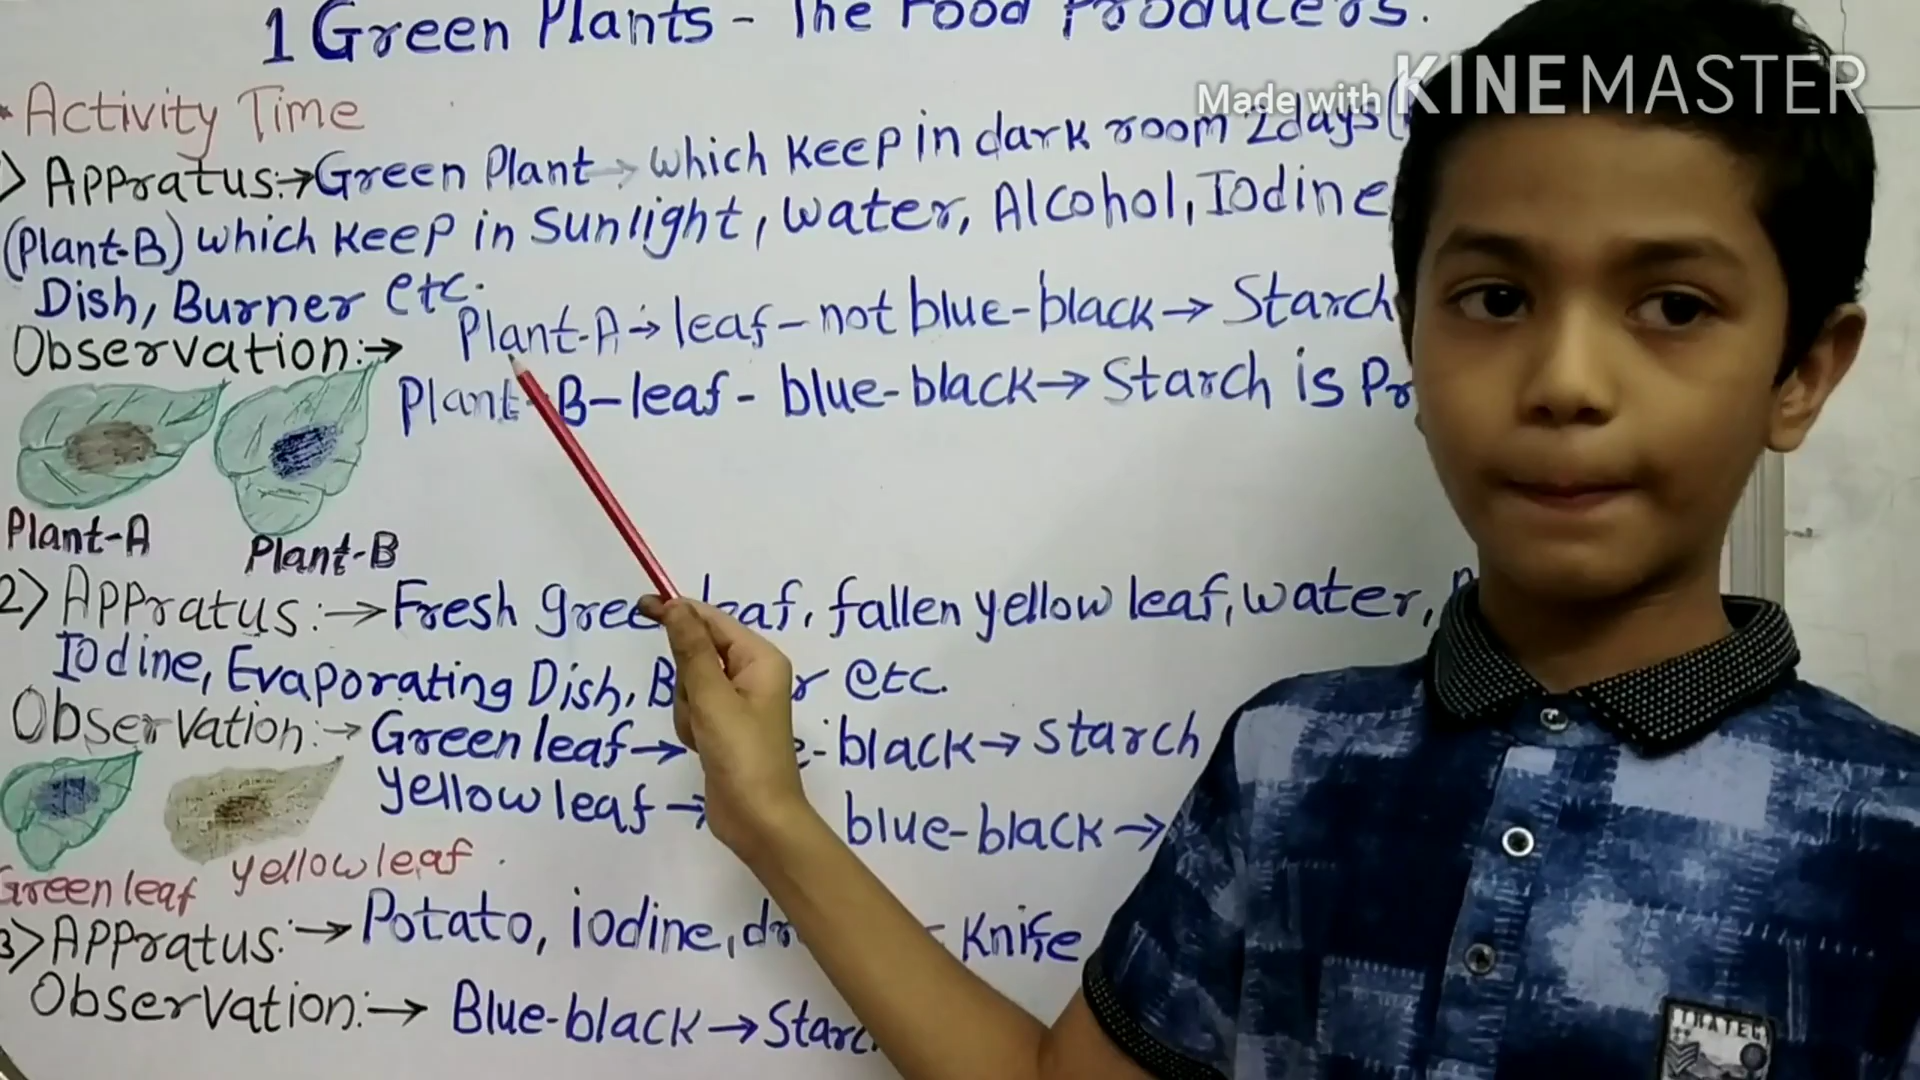 1 Green Plants - The Food Producers.
Made with KINEMASTER
* Activity Time
> Appratus:→Green Plant → which keep in dark room 2days(
(Plant-B) which keep in sunlight, water, Alcohol, Iodine
Dish, Burner etc.
Observation:→
Plant-A→leaf-not blue-black→ Starch
Plant-B-leaf- blue-black→ Starch is Pr
Plant-A
Plant-B
2) Appratus:→Fresh gree leaf, fallen yellow leaf, water,
Iodine, Evaporating Dish, B r etc.
Observation:→ Green leaf→ e-black→ starch
yellow leaf→ blue-black→
Green leaf
yellow leaf
3>Appratus:→ Potato, iodine, Knife
Observation:→ Blue-black→Starc